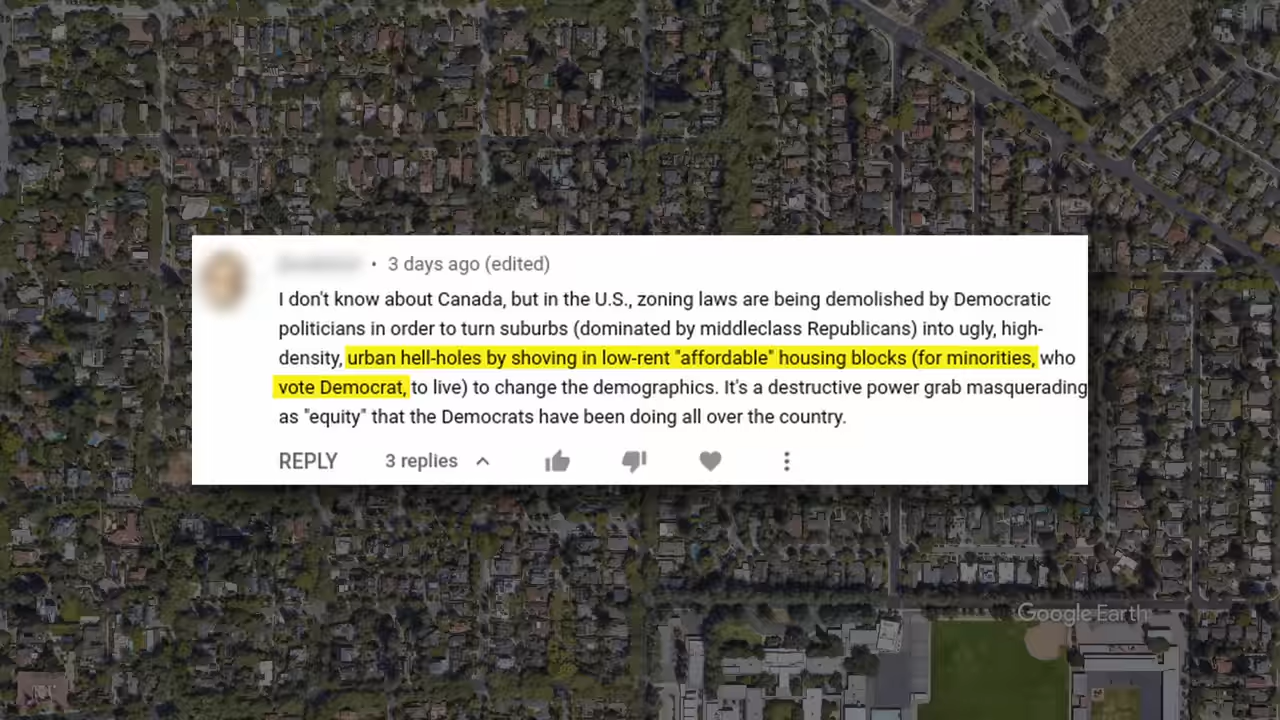 • 3 days ago (edited)
I don't know about Canada, but in the U.S., zoning laws are being demolished by Democratic
politicians in order to turn suburbs (dominated by middleclass Republicans) into ugly, high-
density, urban hell-holes by shoving in low-rent "affordable" housing blocks (for minorities, who
vote Democrat, to live) to change the demographics. It's a destructive power grab masquerading
as "equity" that the Democrats have been doing all over the country.
REPLY 3 replies
Google Earth